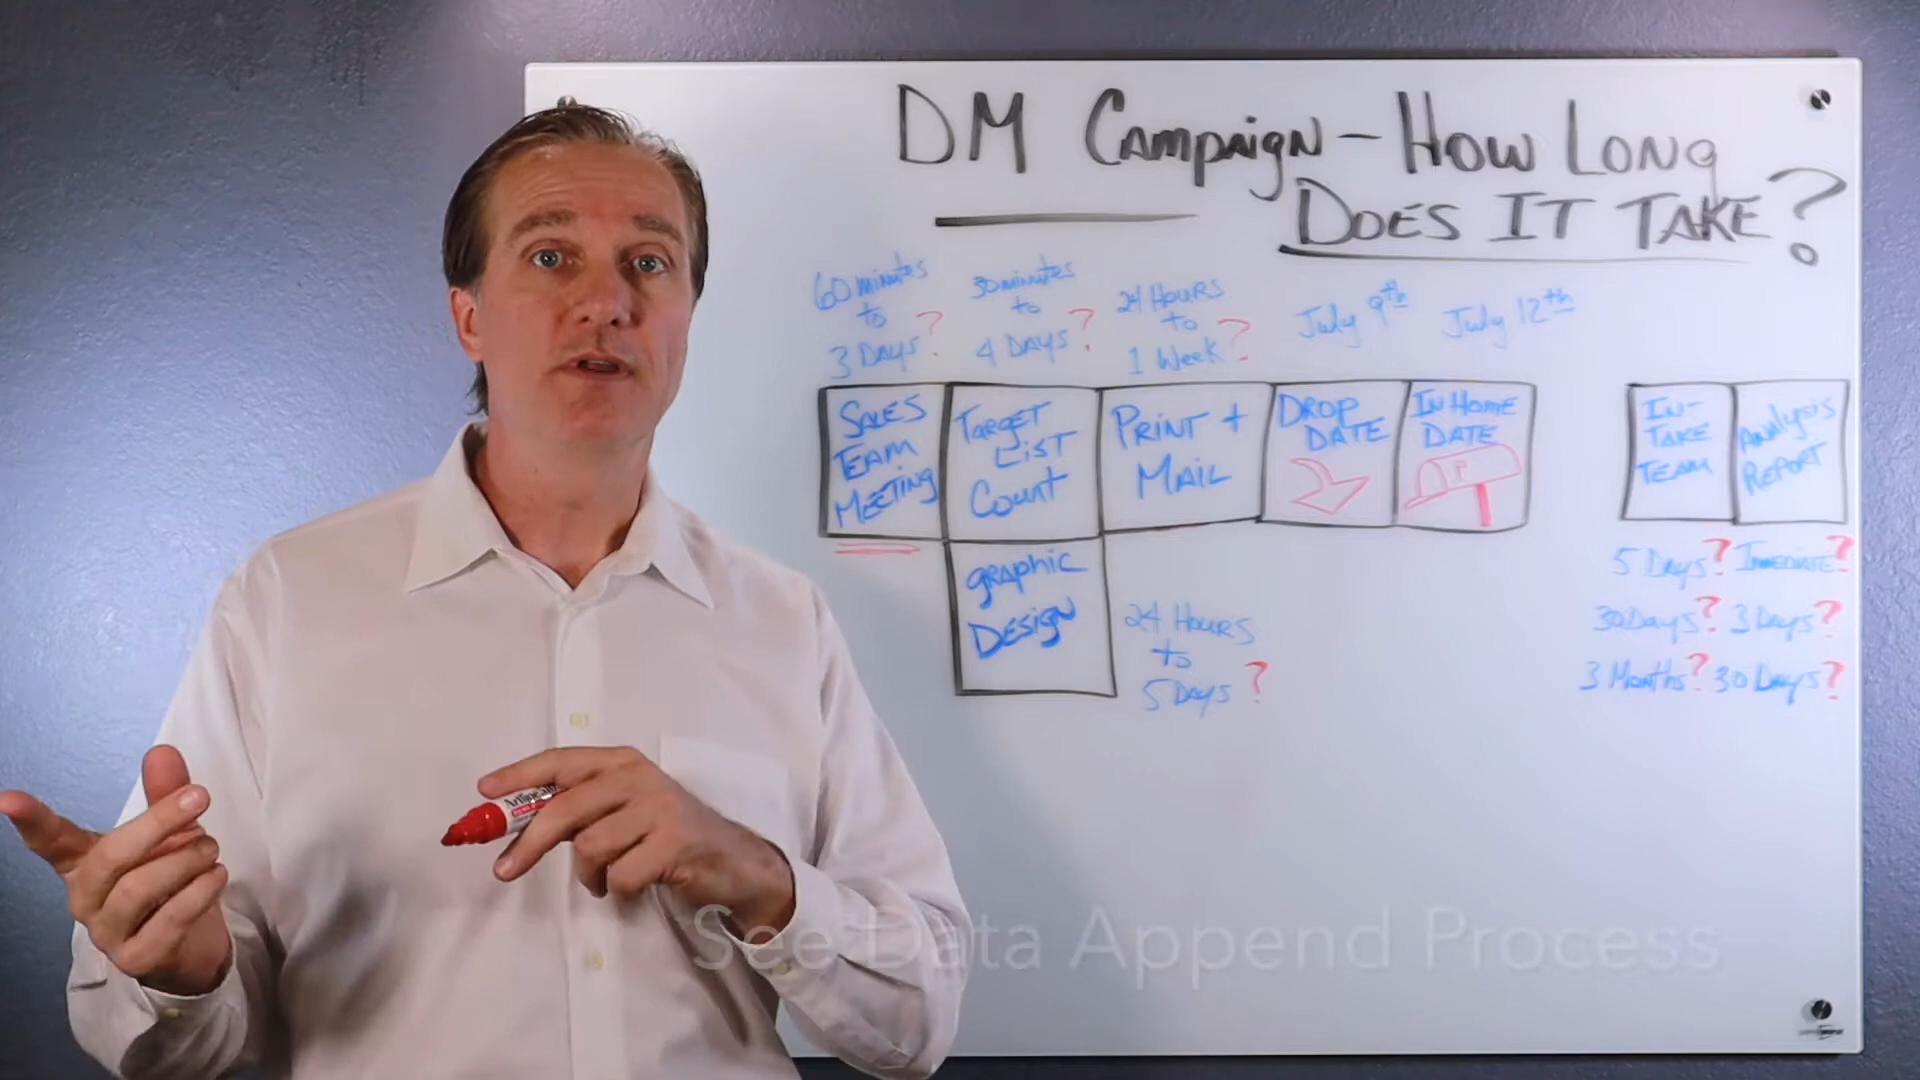 DM Campaign - How Long
Does It Take?
60 minutes
to
3 Days?
30 minutes
to
4 Days?
24 Hours
to
1 Week?
July 9th
July 12th
Sales
Team
Meeting
Target
List
Count
Print +
Mail
Drop
Date
In Home
Date
In-
Take
Team
Analysis
Report
Graphic
Design
24 Hours
to
5 Days?
5 Days? Immediate?
30 Days? 3 Days?
3 Months? 30 Days?
See Data Append Process